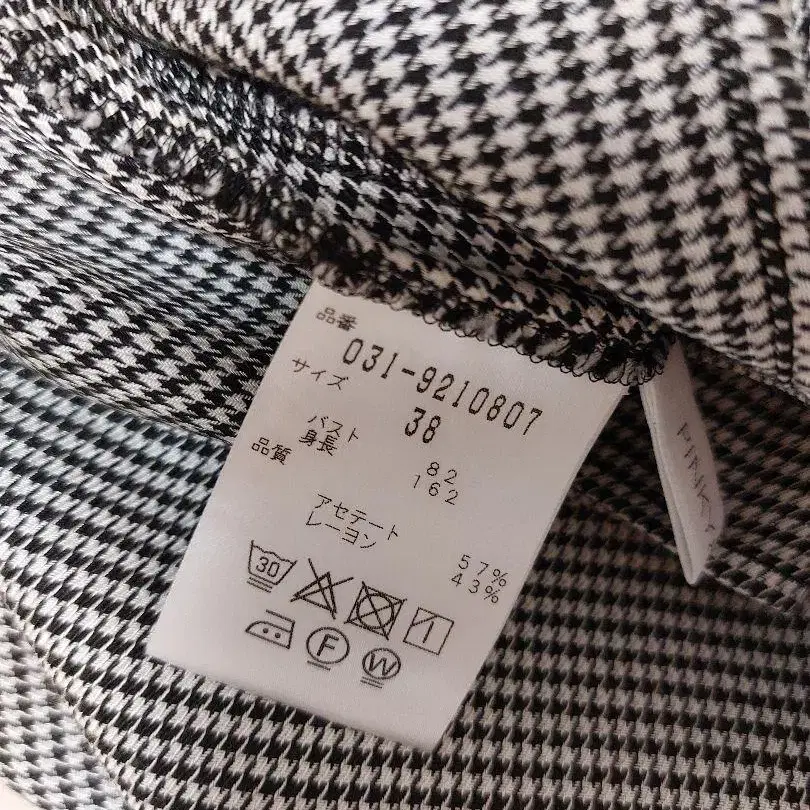 品番
031-9210807
サイズ
38
バスト 82
身長 162
品質
アセテート 57%
レーヨン 43%
30
F
W